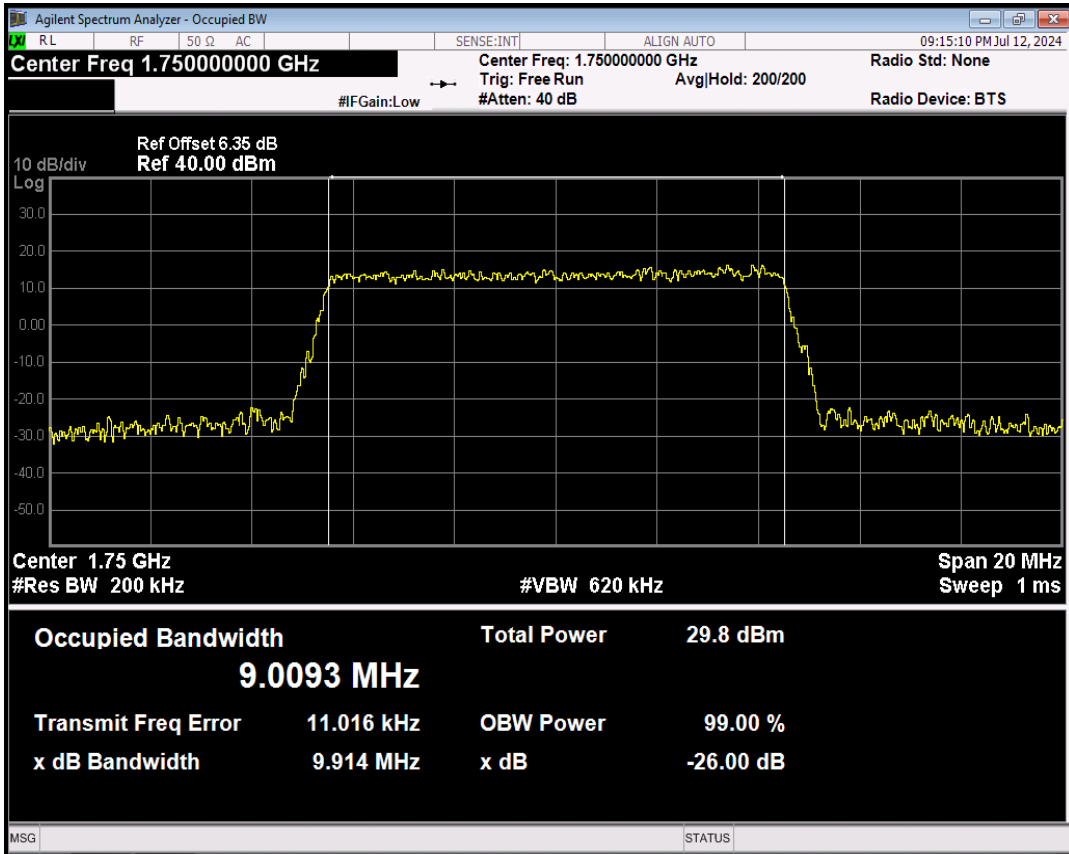 Agilent Spectrum Analyzer - Occupied BW
LXI RL RF 50 Ω AC SENSE:INT ALIGN AUTO 09:15:10 PM Jul 12, 2024
Center Freq 1.750000000 GHz Center Freq: 1.750000000 GHz Radio Std: None
Trig: Free Run Avg|Hold: 200/200
#IFGain:Low #Atten: 40 dB Radio Device: BTS
Ref Offset 6.35 dB
10 dB/div Ref 40.00 dBm
Log
30.0
20.0
10.0
0.00
-10.0
-20.0
-30.0
-40.0
-50.0
Center 1.75 GHz Span 20 MHz
#Res BW 200 kHz #VBW 620 kHz Sweep 1 ms
Occupied Bandwidth Total Power 29.8 dBm
9.0093 MHz
Transmit Freq Error 11.016 kHz OBW Power 99.00 %
x dB Bandwidth 9.914 MHz x dB -26.00 dB
MSG STATUS